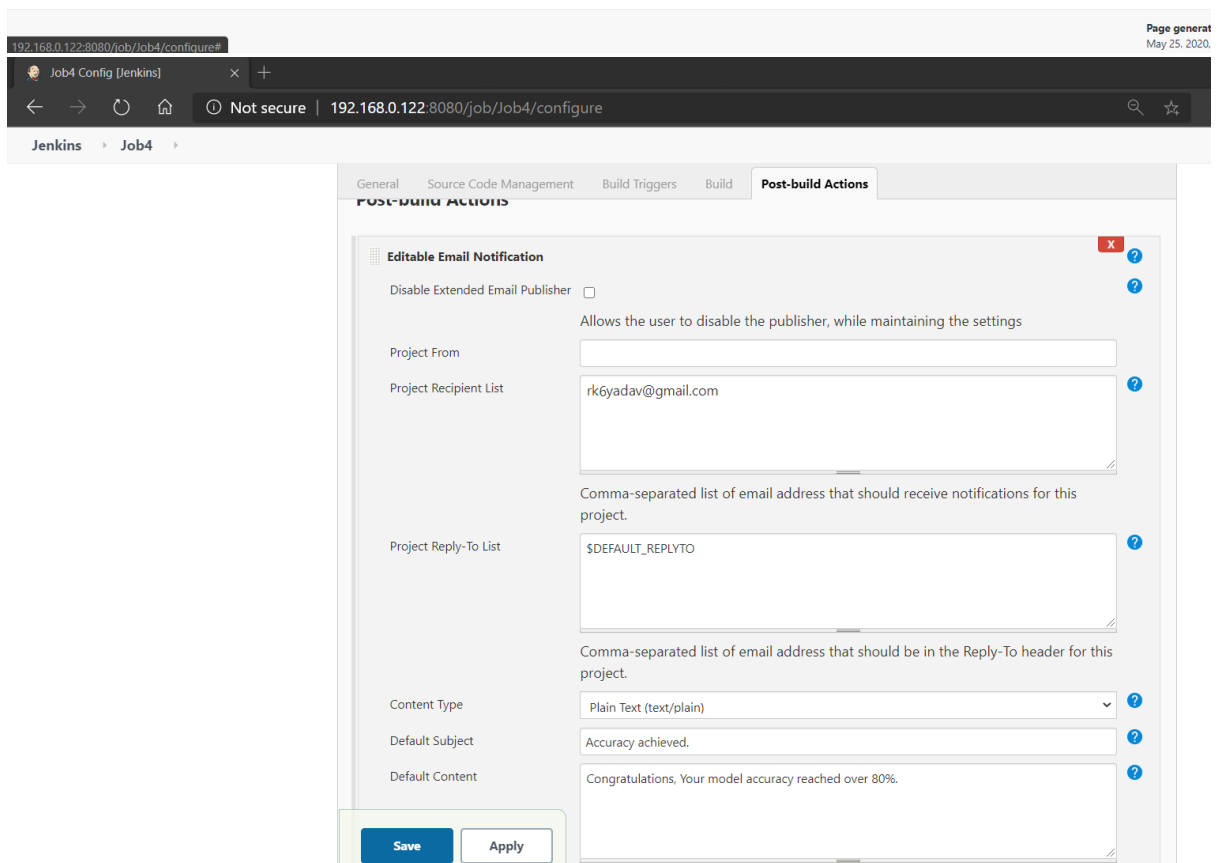 Page generat
192.168.0.122:8080/job/Job4/configure#
May 25. 2020,
Job4 Config [Jenkins]
Not secure | 192.168.0.122:8080/job/Job4/configure
Jenkins Job4
General Source Code Management Build Triggers Build Post-build Actions
Post-build Actions
X
Editable Email Notification
Disable Extended Email Publisher
Allows the user to disable the publisher, while maintaining the settings
Project From
Project Recipient List
rk6yadav@gmail.com
Comma-separated list of email address that should receive notifications for this
project.
Project Reply-To List
$DEFAULT_REPLYTO
Comma-separated list of email address that should be in the Reply-To header for this
project.
Content Type
Plain Text (text/plain)
Default Subject
Accuracy achieved.
Default Content
Congratulations, Your model accuracy reached over 80%.
Save Apply